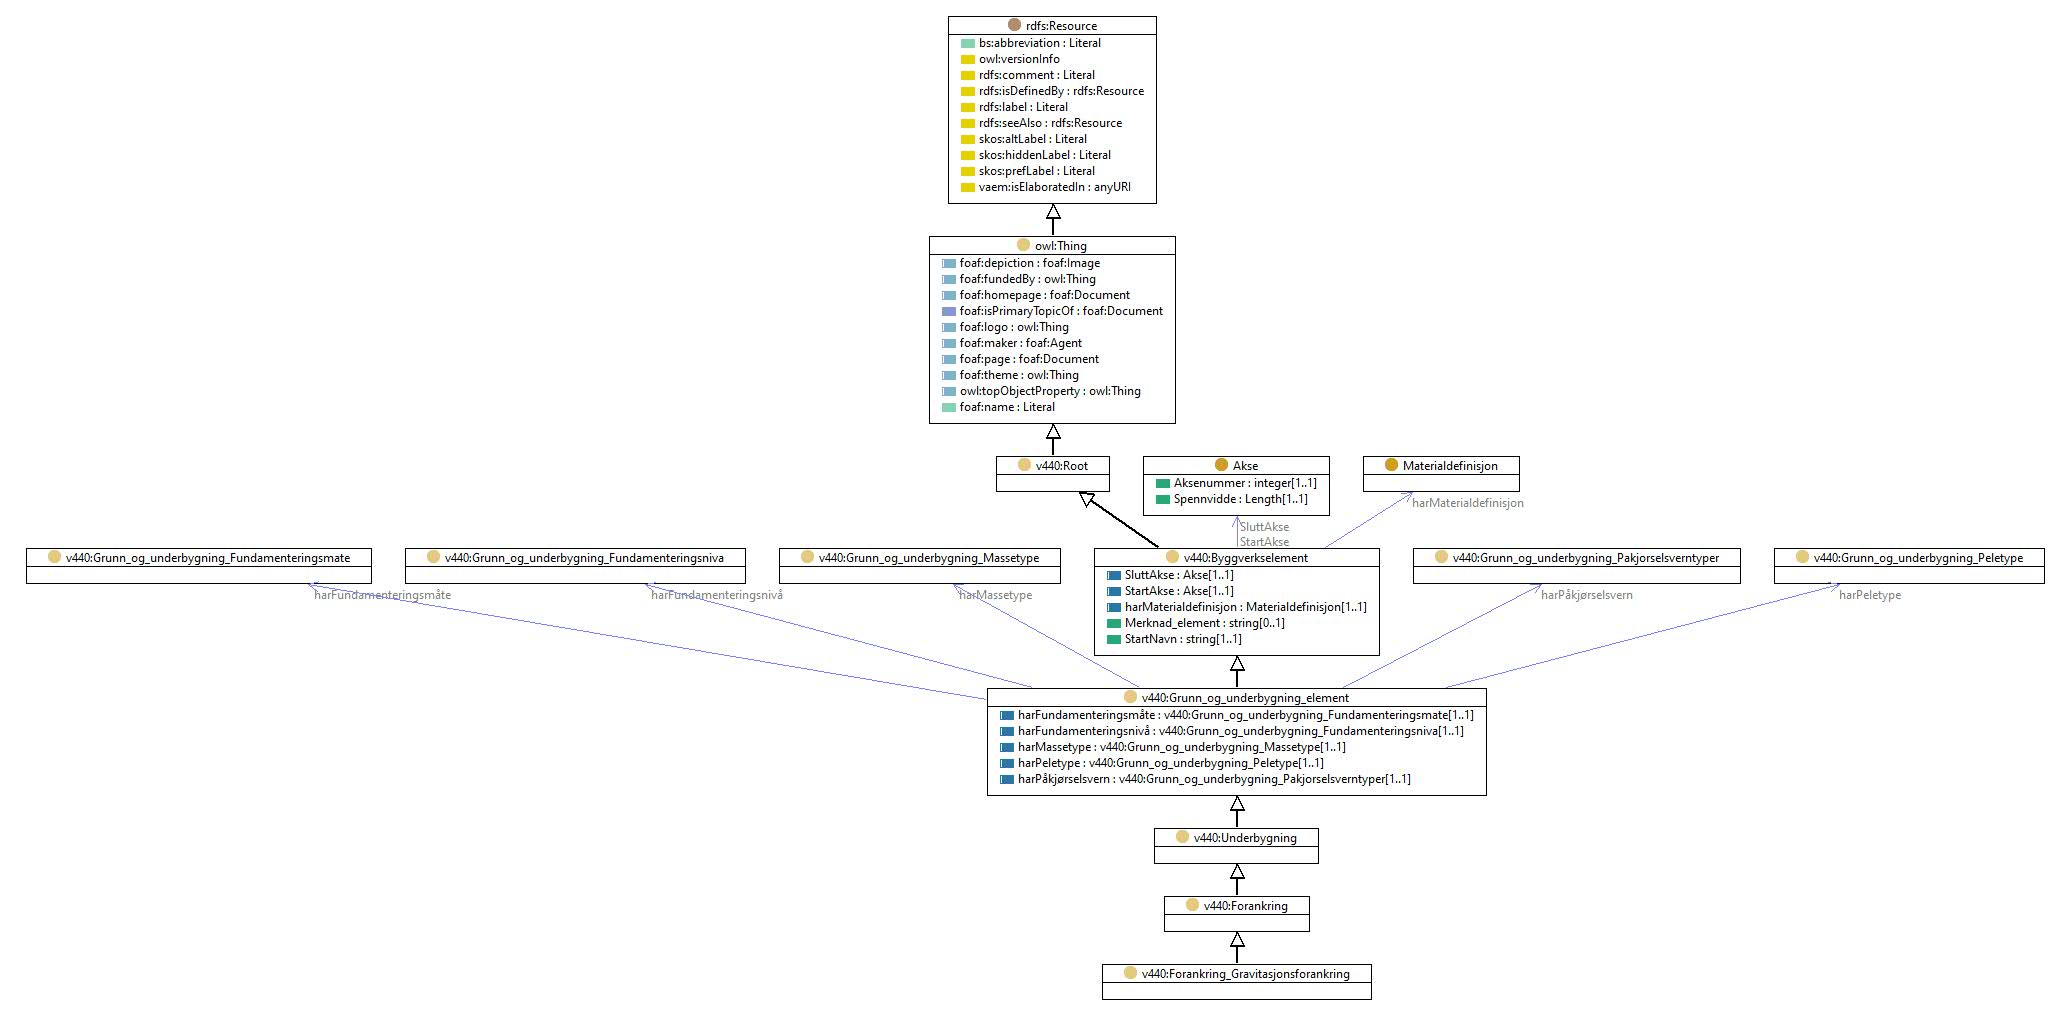 rdfs:Resource
bs:abbreviation : Literal
owl:versionInfo
rdfs:comment : Literal
rdfs:isDefinedBy : rdfs:Resource
rdfs:label : Literal
rdfs:seeAlso : rdfs:Resource
skos:altLabel : Literal
skos:hiddenLabel : Literal
skos:prefLabel : Literal
vaem:isElaboratedIn : anyURI
owl:Thing
foaf:depiction : foaf:Image
foaf:fundedBy : owl:Thing
foaf:homepage : foaf:Document
foaf:isPrimaryTopicOf : foaf:Document
foaf:logo : owl:Thing
foaf:maker : foaf:Agent
foaf:page : foaf:Document
foaf:theme : owl:Thing
owl:topObjectProperty : owl:Thing
foaf:name : Literal
v440:Root
Akse
Aksenummer : integer[1..1]
Spennvidde : Length[1..1]
Materialdefinisjon
harMaterialdefinisjon
SluttAkse
StartAkse
v440:Grunn_og_underbygning_Fundamenteringsmate
v440:Grunn_og_underbygning_Fundamenteringsniva
v440:Grunn_og_underbygning_Massetype
v440:Byggverkselement
SluttAkse : Akse[1..1]
StartAkse : Akse[1..1]
harMaterialdefinisjon : Materialdefinisjon[1..1]
Merknad_element : string[0..1]
StartNavn : string[1..1]
v440:Grunn_og_underbygning_Pakjorselsverntyper
v440:Grunn_og_underbygning_Peletype
harFundamenteringsmåte
harFundamenteringsnivå
harMassetype
harPåkjørselsvern
harPeletype
v440:Grunn_og_underbygning_element
harFundamenteringsmåte : v440:Grunn_og_underbygning_Fundamenteringsmate[1..1]
harFundamenteringsnivå : v440:Grunn_og_underbygning_Fundamenteringsniva[1..1]
harMassetype : v440:Grunn_og_underbygning_Massetype[1..1]
harPeletype : v440:Grunn_og_underbygning_Peletype[1..1]
harPåkjørselsvern : v440:Grunn_og_underbygning_Pakjorselsverntyper[1..1]
v440:Underbygning
v440:Forankring
v440:Forankring_Gravitasjonsforankring